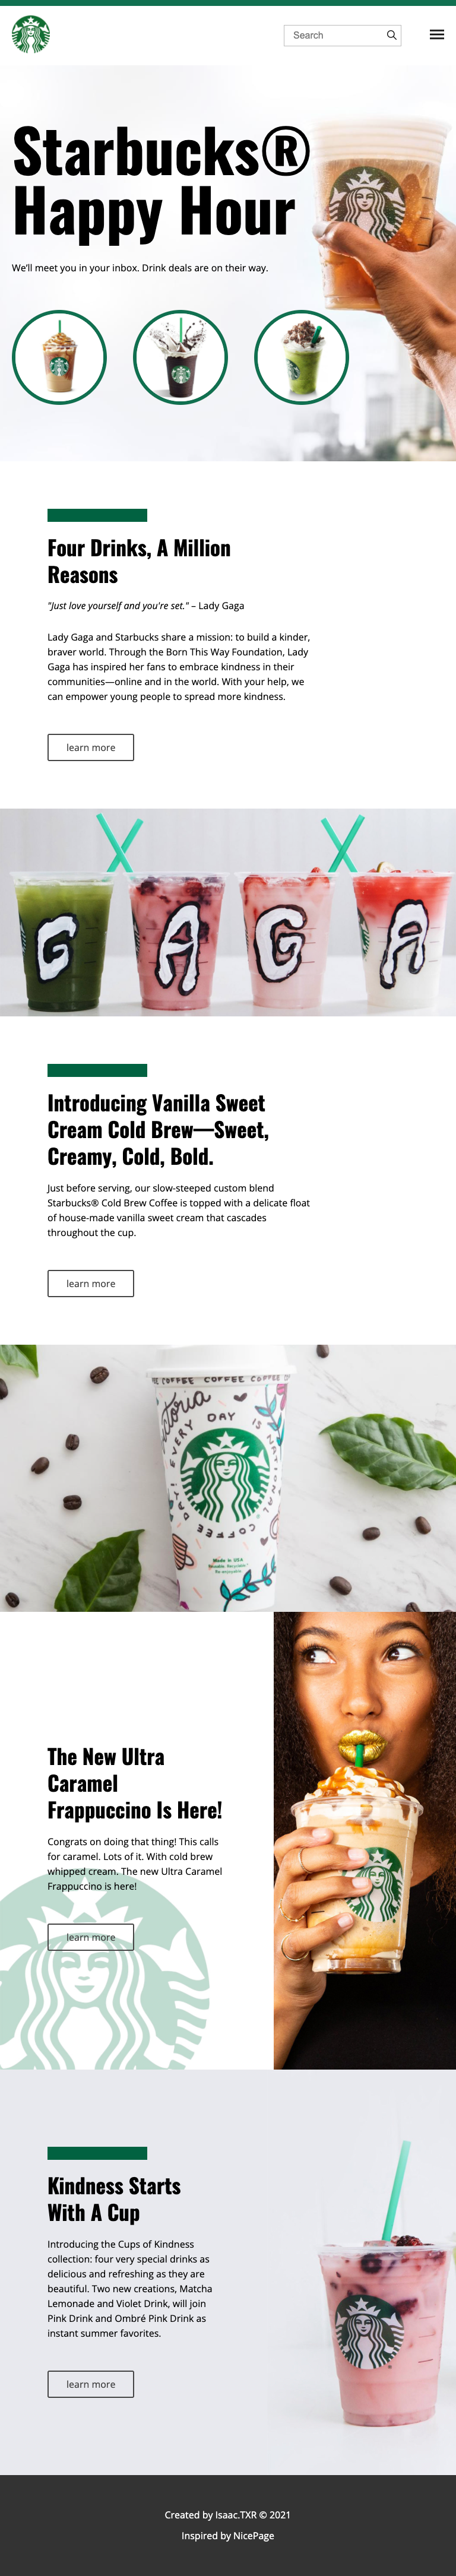 Search
Starbucks®
Happy Hour
We'll meet you in your inbox. Drink deals are on their way.
Four Drinks, A Million
Reasons
"Just love yourself and you're set." – Lady Gaga
Lady Gaga and Starbucks share a mission: to build a kinder,
braver world. Through the Born This Way Foundation, Lady
Gaga has inspired her fans to embrace kindness in their
communities—online and in the world. With your help, we
can empower young people to spread more kindness.
learn more
G A G A
Introducing Vanilla Sweet
Cream Cold Brew—Sweet,
Creamy, Cold, Bold.
Just before serving, our slow-steeped custom blend
Starbucks® Cold Brew Coffee is topped with a delicate float
of house-made vanilla sweet cream that cascades
throughout the cup.
learn more
COFFEE COFFEE COFFEE COFFEE
Toria
EVERY DAY IS
Made in USA
The New Ultra
Caramel
Frappuccino Is Here!
Congrats on doing that thing! This calls
for caramel. Lots of it. With cold brew
whipped cream. The new Ultra Caramel
Frappuccino is here!
learn more
Kindness Starts
With A Cup
Introducing the Cups of Kindness
collection: four very special drinks as
delicious and refreshing as they are
beautiful. Two new creations, Matcha
Lemonade and Violet Drink, will join
Pink Drink and Ombré Pink Drink as
instant summer favorites.
learn more
Created by Isaac.TXR © 2021
Inspired by NicePage